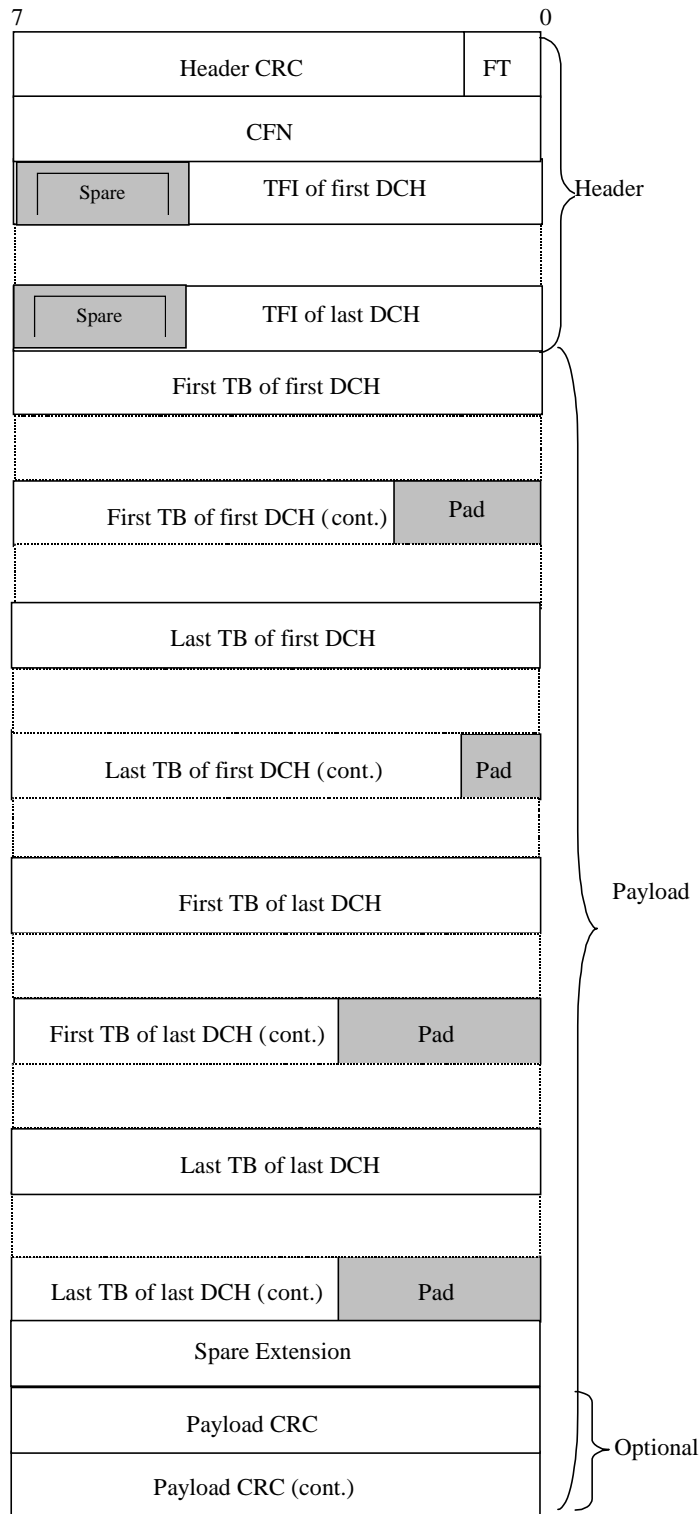 7 0
Header CRC FT
CFN
Spare TFI of first DCH
Header
Spare TFI of last DCH
First TB of first DCH
First TB of first DCH (cont.) Pad
Last TB of first DCH
Last TB of first DCH (cont.) Pad
First TB of last DCH
Payload
First TB of last DCH (cont.) Pad
Last TB of last DCH
Last TB of last DCH (cont.) Pad
Spare Extension
Payload CRC
Optional
Payload CRC (cont.)